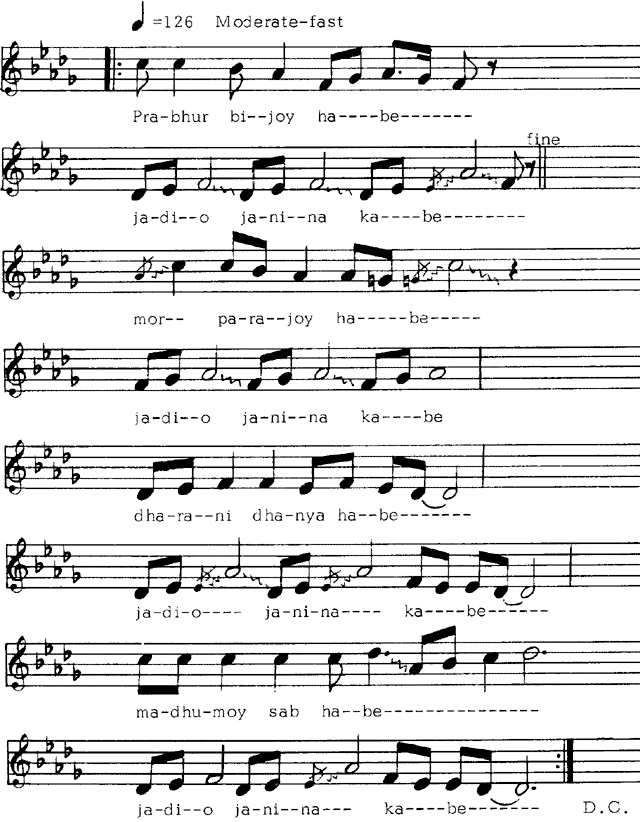 ♩ =126 Moderate-fast
Pra-bhur bi--joy ha----be-------
fine
ja-di--o ja-ni-na ka----be--------
mor-- pa-ra-joy ha-----be-----
ja-di--o ja-ni--na ka----be
dha-ra--ni dha-nya ha-be-------
ja-di-o---- ja-ni-na---- ka----be------
ma-dhu-moy sab ha--be---------------
ja-di--o ja-ni-na--- ka----be------- D.C.